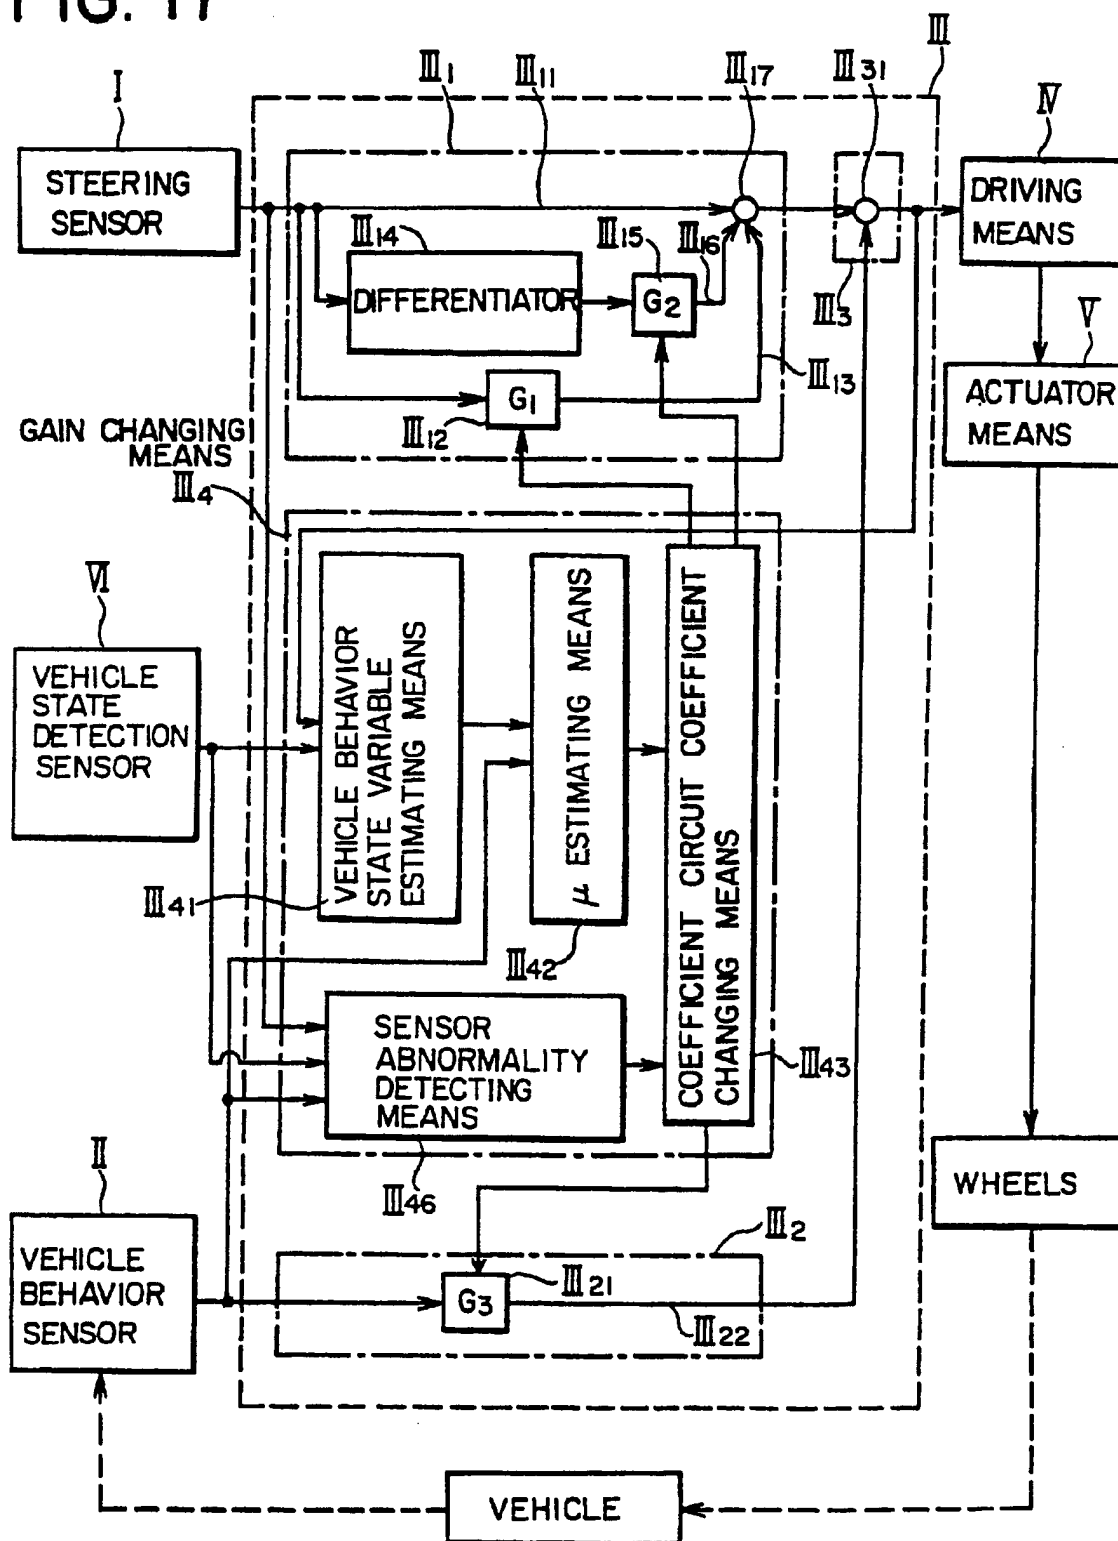 FIG. 17
III
III1
III11
III17
III31
I
IV
STEERING
SENSOR
DRIVING
MEANS
III14
III15
III16
DIFFERENTIATOR
G2
III3
V
III13
G1
ACTUATOR
MEANS
III12
GAIN CHANGING
MEANS
III4
VI
VEHICLE
STATE
DETECTION
SENSOR
VEHICLE BEHAVIOR
STATE VARIABLE
ESTIMATING MEANS
μ ESTIMATING MEANS
COEFFICIENT CIRCUIT COEFFICIENT
CHANGING MEANS
III41
III42
SENSOR
ABNORMALITY
DETECTING
MEANS
III43
II
III46
WHEELS
III2
VEHICLE
BEHAVIOR
SENSOR
G3
III21
III22
VEHICLE